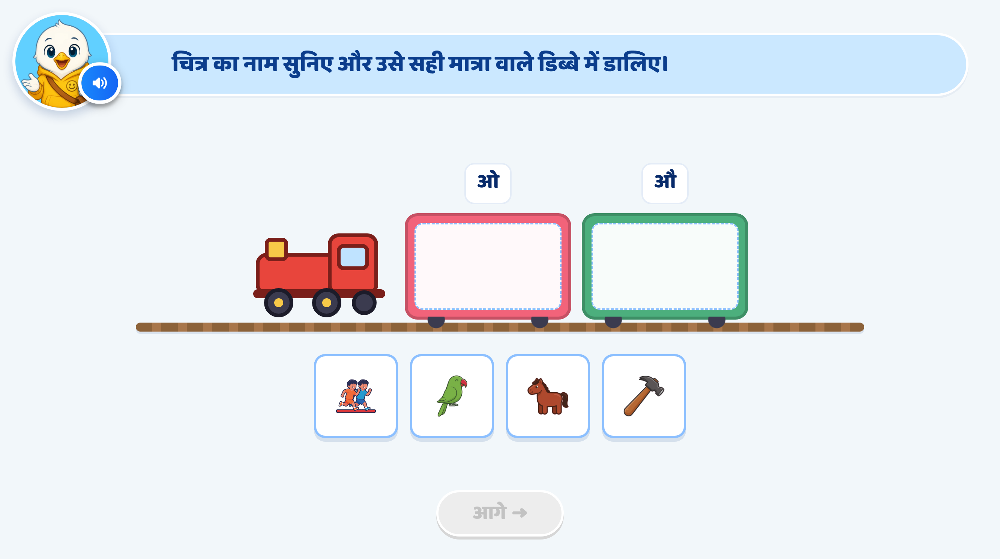 चित्र का नाम सुनिए और उसे सही मात्रा वाले डिब्बे में डालिए।
ओ
औ
आगे →